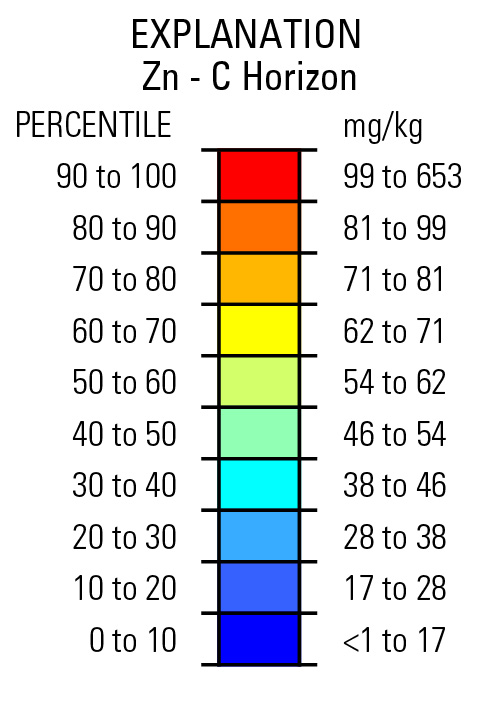 EXPLANATION
Zn - C Horizon
PERCENTILE mg/kg
90 to 100 99 to 653
80 to 90 81 to 99
70 to 80 71 to 81
60 to 70 62 to 71
50 to 60 54 to 62
40 to 50 46 to 54
30 to 40 38 to 46
20 to 30 28 to 38
10 to 20 17 to 28
0 to 10 <1 to 17